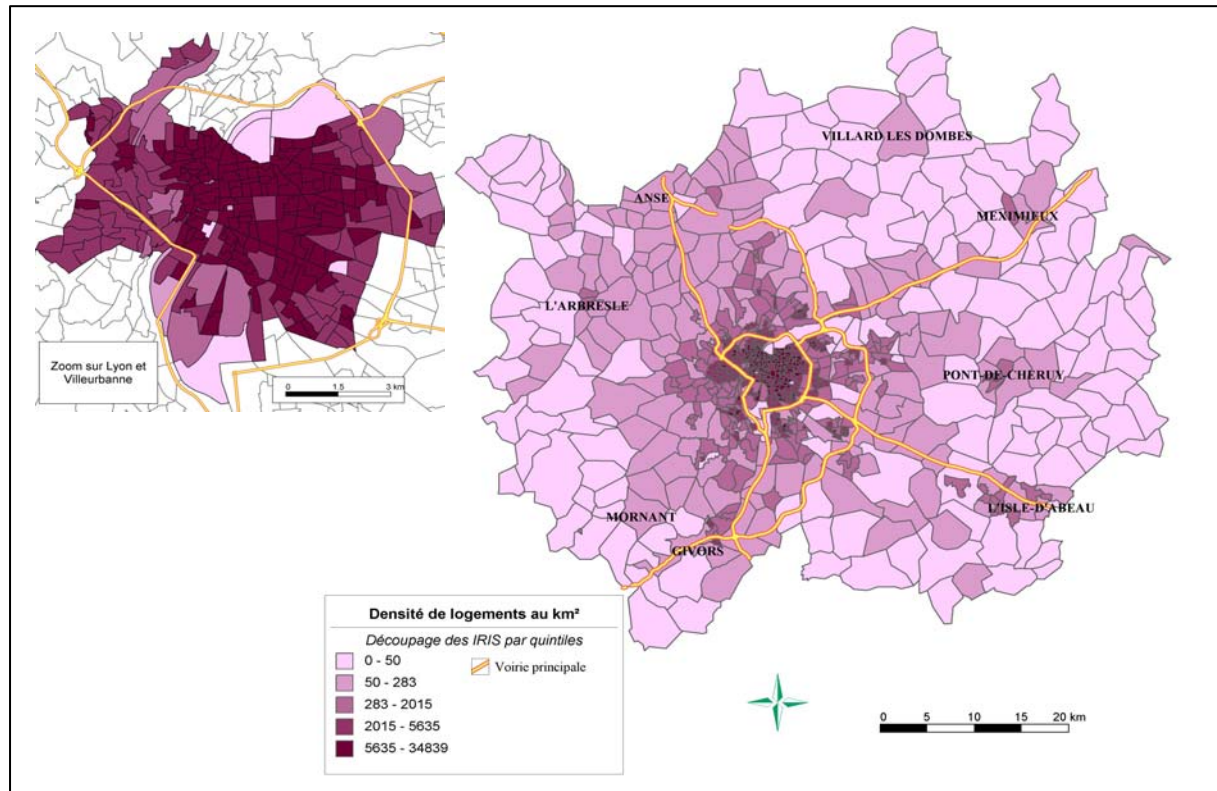 Zoom sur Lyon et
Villeurbanne
0 1.5 3 km
VILLARD LES DOMBES
ANSE
MEXIMIEUX
L'ARBRESLE
PONT-DE-CHERUY
L'ISLE-D'ABEAU
MORNANT
GIVORS
Densité de logements au km²
Découpage des IRIS par quintiles
0 - 50
Voirie principale
50 - 283
283 - 2015
2015 - 5635
5635 - 34839
0 5 10 15 20 km